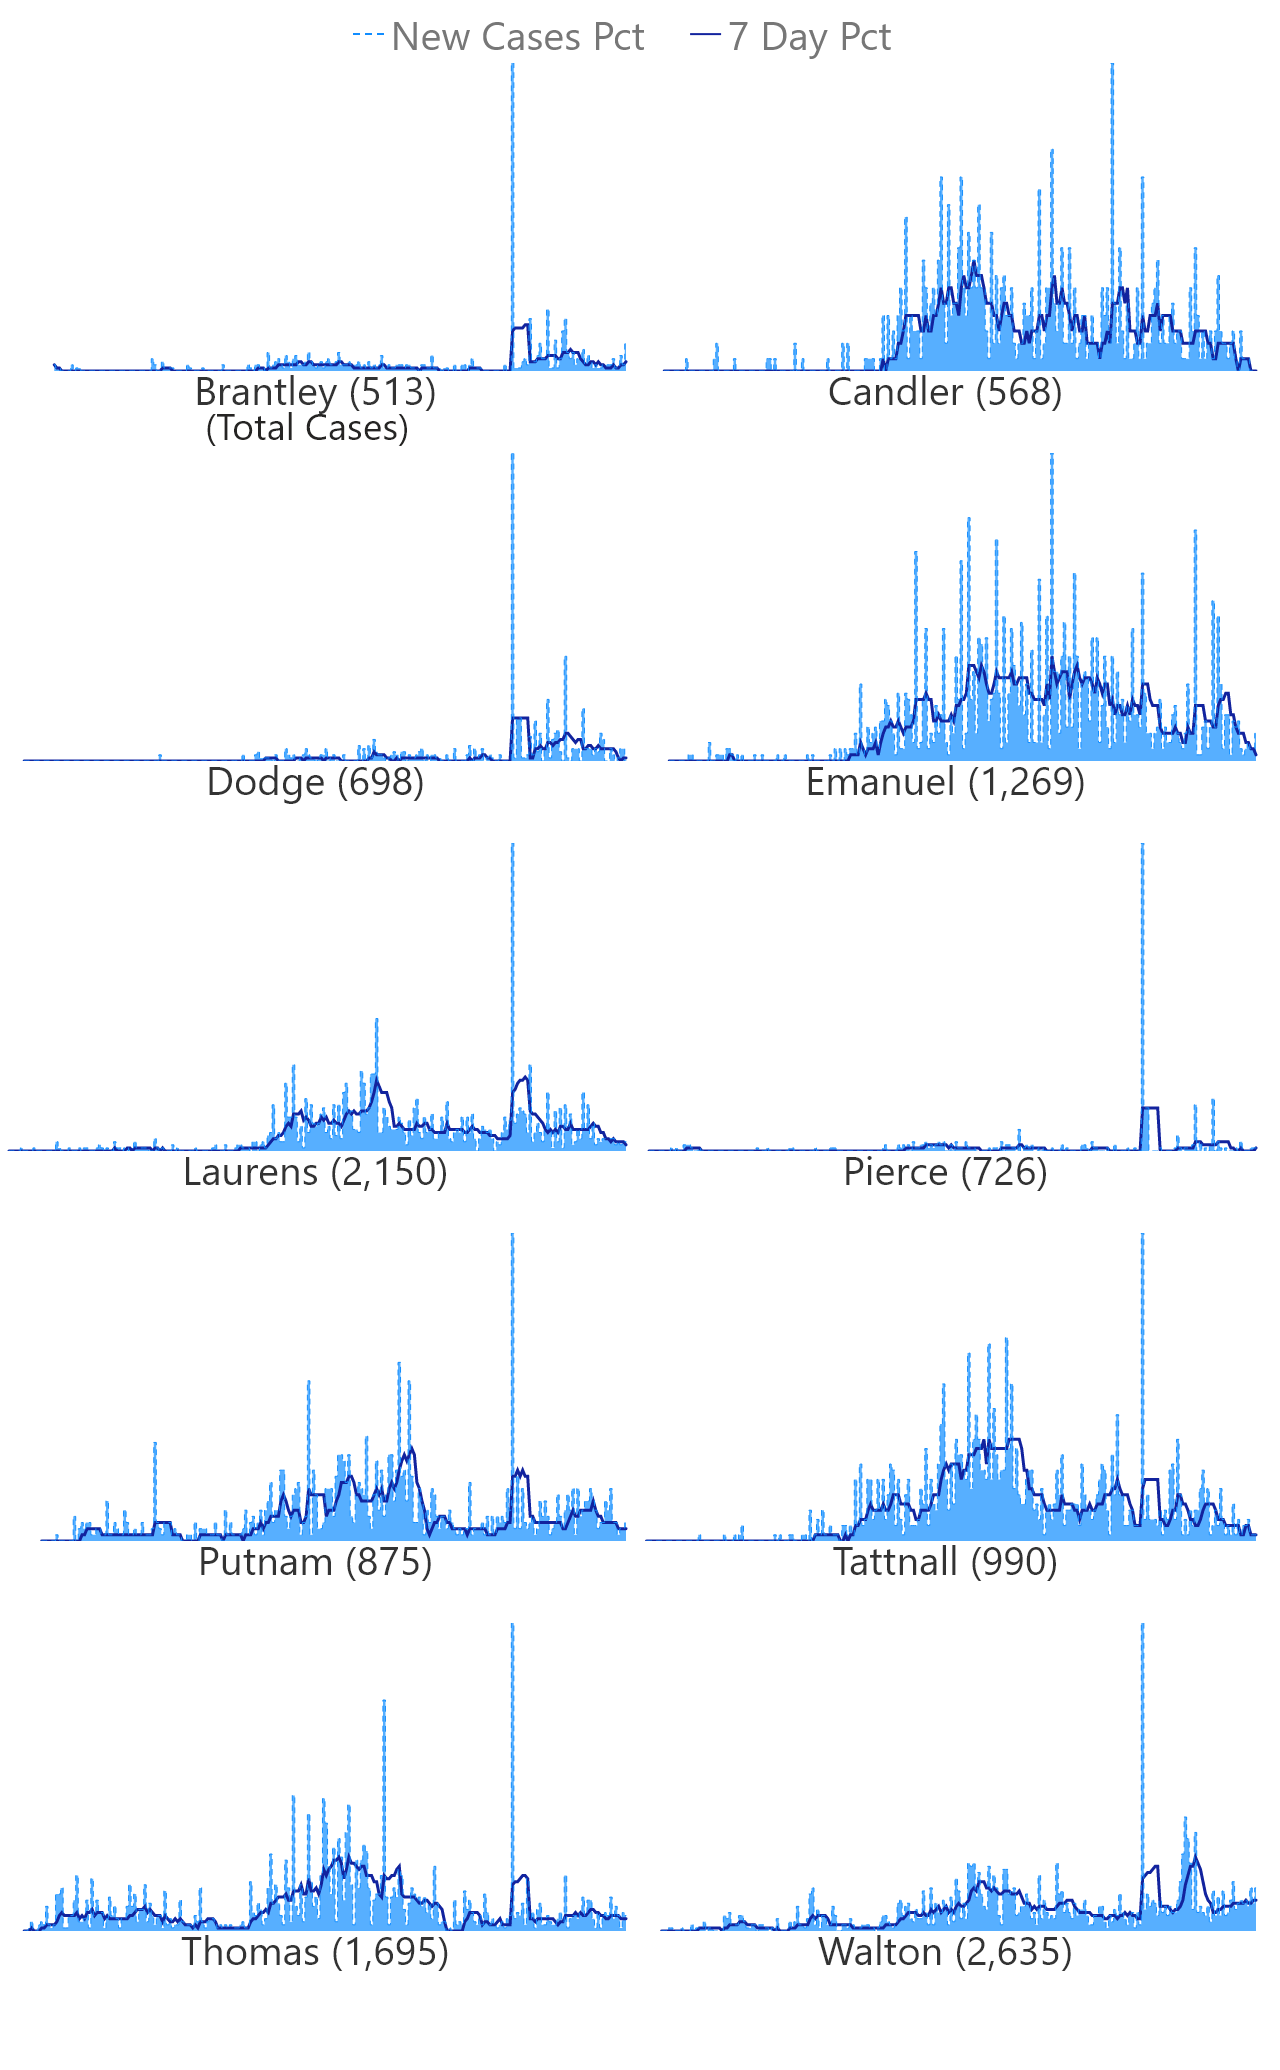 New Cases Pct 7 Day Pct
Brantley (513) Candler (568)
(Total Cases)
Dodge (698) Emanuel (1,269)
Laurens (2,150) Pierce (726)
Putnam (875) Tattnall (990)
Thomas (1,695) Walton (2,635)